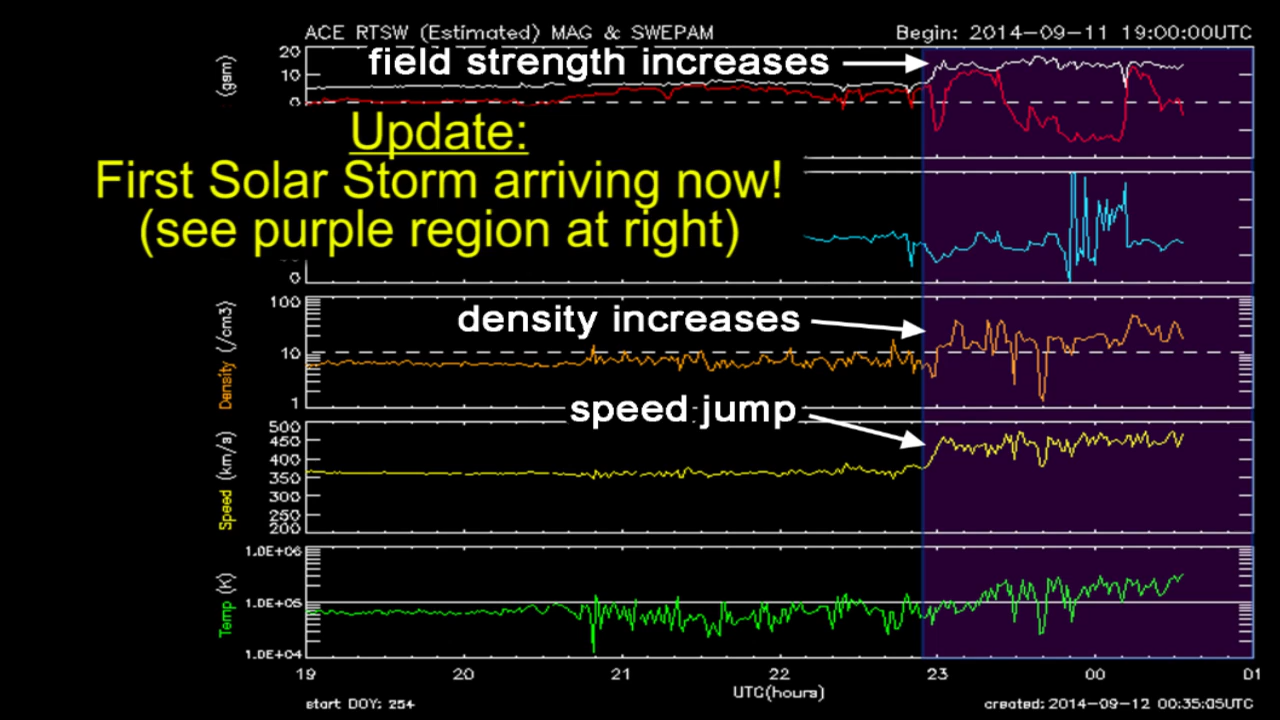 ACE RTSW (Estimated) MAG & SWEPAM
Begin: 2014-09-11 19:00:00UTC
20
10
0
(gsm)
field strength increases
Update:
First Solar Storm arriving now!
(see purple region at right)
0
100
10
1
Density (/cm3)
density increases
speed jump
500
450
400
350
300
250
200
Speed (km/s)
1.0E+06
1.0E+05
1.0E+04
Temp (K)
19 20 21 22 23 00 01
UTC(hours)
start DOY: 254
created: 2014-09-12 00:35:05UTC